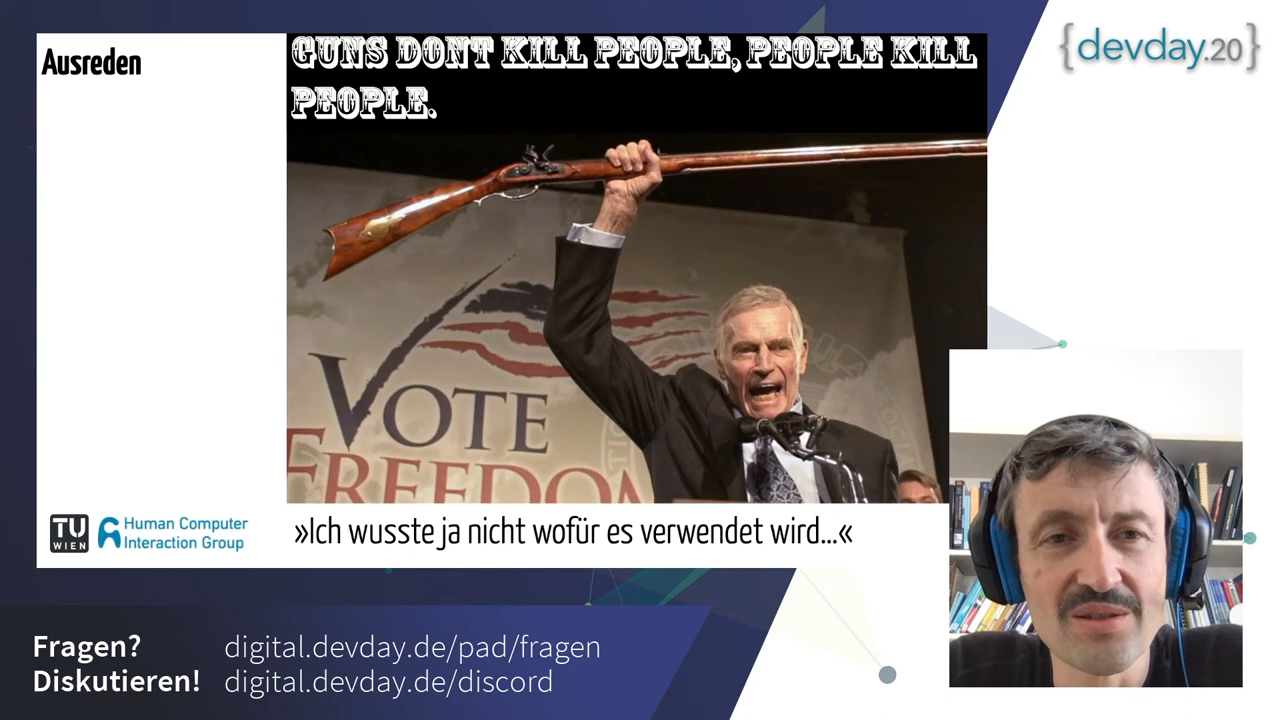 Ausreden
GUNS DONT KILL PEOPLE, PEOPLE KILL
PEOPLE.
{devday.20}
VOTE
FREEDOM
TU
WIEN
Human Computer
Interaction Group
»Ich wusste ja nicht wofür es verwendet wird...«
Fragen? digital.devday.de/pad/fragen
Diskutieren! digital.devday.de/discord